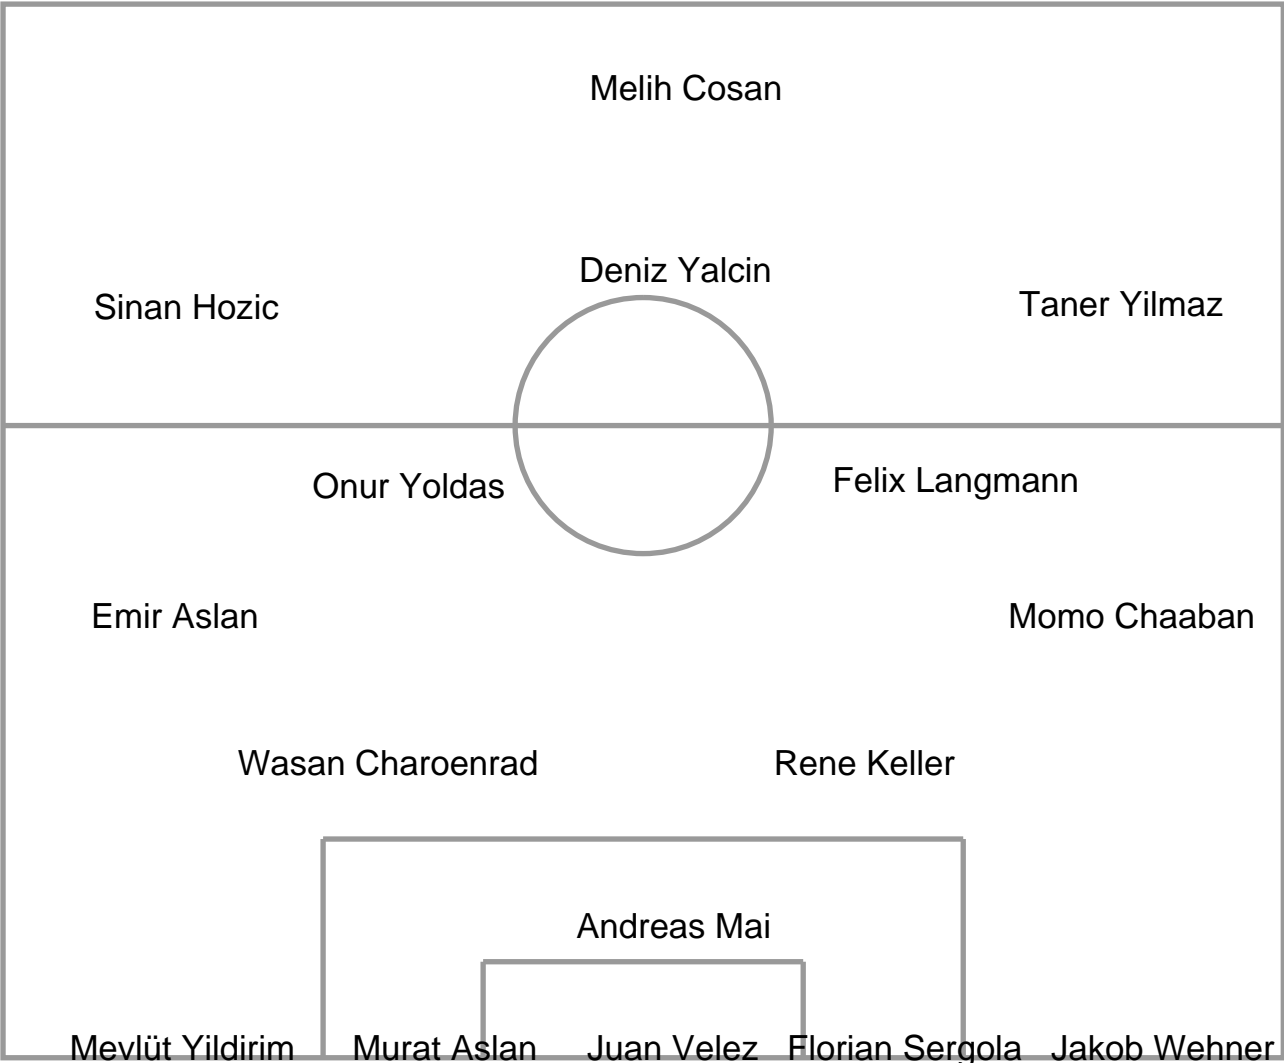 Melih Cosan
Deniz Yalcin
Sinan Hozic
Taner Yilmaz
Onur Yoldas
Felix Langmann
Emir Aslan
Momo Chaaban
Wasan Charoenrad
Rene Keller
Andreas Mai
Mevlüt Yildirim
Murat Aslan
Juan Velez
Florian Sergola
Jakob Wehner